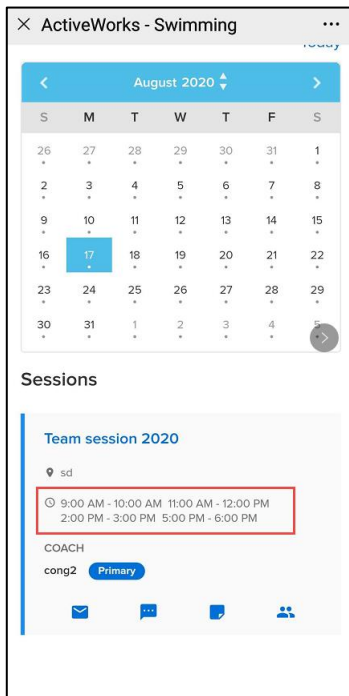 × ActiveWorks - Swimming ...
Today
< August 2020 >
S M T W T F S
26 27 28 29 30 31 1
2 3 4 5 6 7 8
9 10 11 12 13 14 15
16 17 18 19 20 21 22
23 24 25 26 27 28 29
30 31 1 2 3 4 5
Sessions
Team session 2020
sd
9:00 AM - 10:00 AM 11:00 AM - 12:00 PM
2:00 PM - 3:00 PM 5:00 PM - 6:00 PM
COACH
cong2 Primary